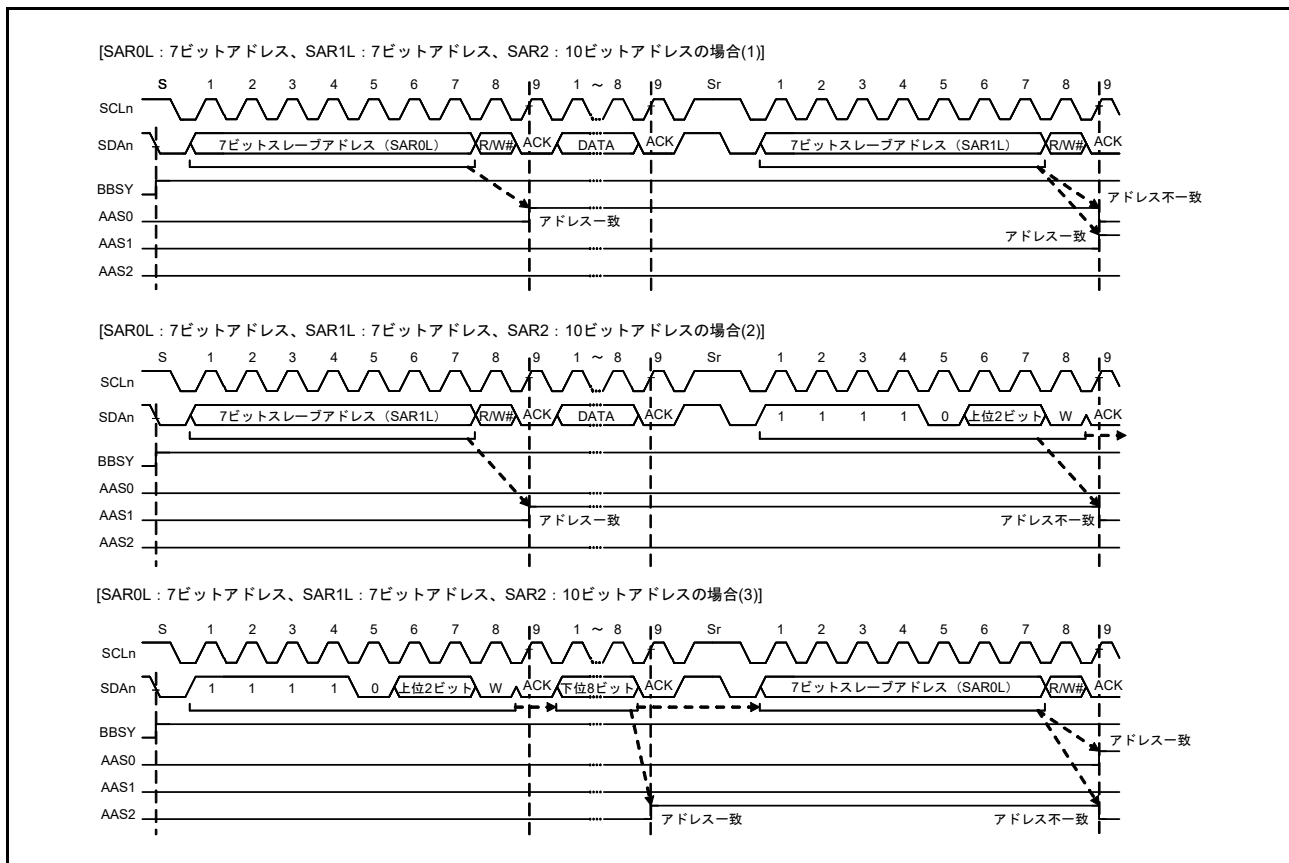 [SAR0L：7ビットアドレス、SAR1L：7ビットアドレス、SAR2：10ビットアドレスの場合(1)]
S 1 2 3 4 5 6 7 8 9 1 ～ 8 9 Sr 1 2 3 4 5 6 7 8 9
SCLn
SDAn 7ビットスレーブアドレス（SAR0L） R/W# ACK DATA ACK 7ビットスレーブアドレス（SAR1L） R/W# ACK
BBSY
アドレス不一致
AAS0 アドレス一致
アドレス一致
AAS1
AAS2
[SAR0L：7ビットアドレス、SAR1L：7ビットアドレス、SAR2：10ビットアドレスの場合(2)]
S 1 2 3 4 5 6 7 8 9 1 ～ 8 9 Sr 1 2 3 4 5 6 7 8 9
SCLn
SDAn 7ビットスレーブアドレス（SAR1L） R/W# ACK DATA ACK 1 1 1 1 0 上位2ビット W ACK
BBSY
AAS0
AAS1 アドレス一致 アドレス不一致
AAS2
[SAR0L：7ビットアドレス、SAR1L：7ビットアドレス、SAR2：10ビットアドレスの場合(3)]
S 1 2 3 4 5 6 7 8 9 1 ～ 8 9 Sr 1 2 3 4 5 6 7 8 9
SCLn
SDAn 1 1 1 1 0 上位2ビット W ACK 下位8ビット ACK 7ビットスレーブアドレス（SAR0L） R/W# ACK
BBSY
アドレス一致
AAS0
AAS1
AAS2 アドレス一致 アドレス不一致